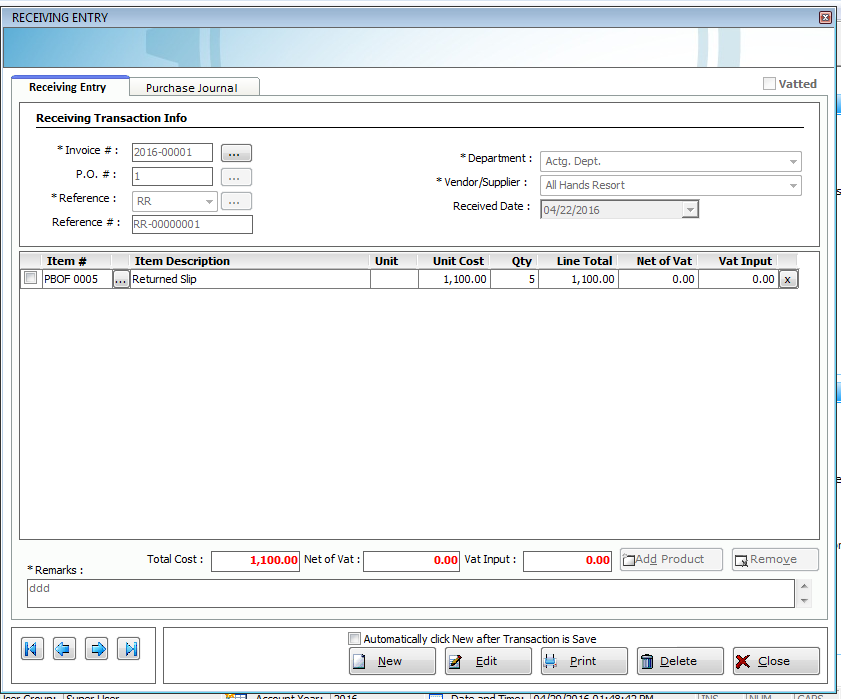 RECEIVING ENTRY
Receiving Entry Purchase Journal Vatted
Receiving Transaction Info
* Invoice # : 2016-00001 ...
P.O. # : 1 ...
* Reference : RR ...
Reference # : RR-00000001
* Department : Actg. Dept.
* Vendor/Supplier : All Hands Resort
Received Date : 04/22/2016
Item # Item Description Unit Unit Cost Qty Line Total Net of Vat Vat Input
PBOF 0005 ... Returned Slip 1,100.00 5 1,100.00 0.00 0.00 x
Total Cost : 1,100.00 Net of Vat : 0.00 Vat Input : 0.00 Add Product Remove
* Remarks :
ddd
Automatically click New after Transaction is Save
New Edit Print Delete Close
User Group: Super User Account Year: 2016 Date and Time: 04/29/2016 01:48:42 PM INS NUM CAPS